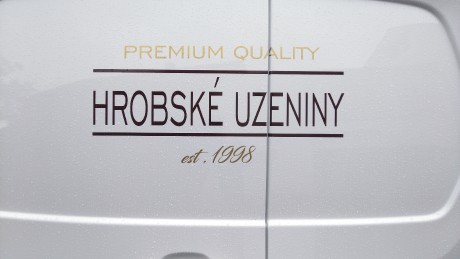 PREMIUM QUALITY
HROBSKÉ UZENINY
est. 1998